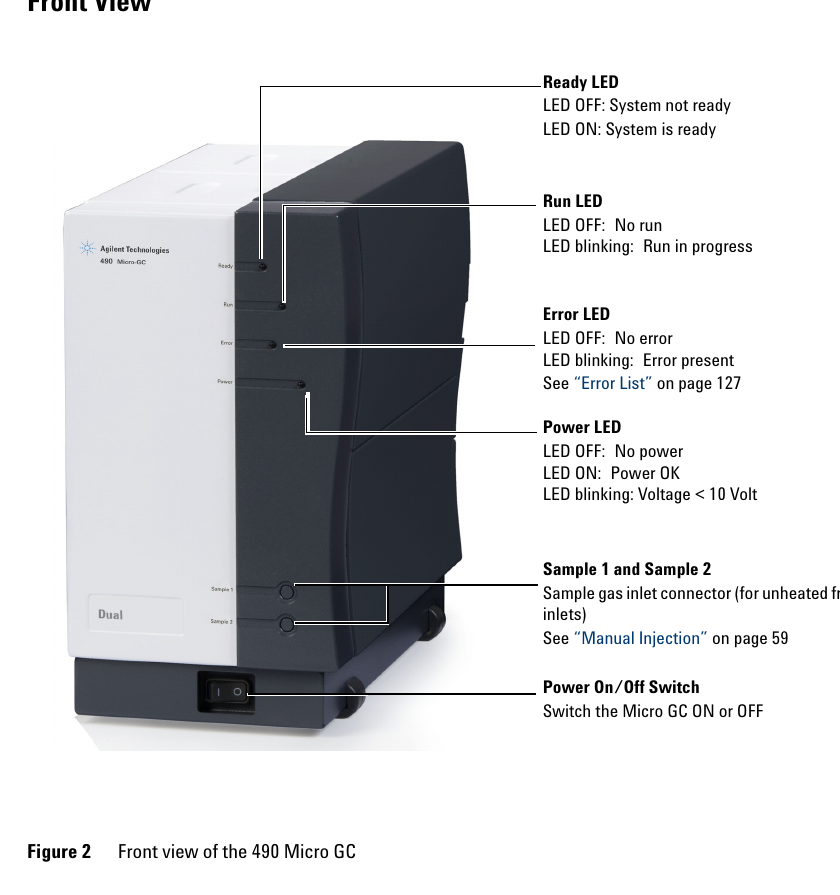 Front View
Ready LED
LED OFF: System not ready
LED ON: System is ready
Run LED
LED OFF: No run
LED blinking: Run in progress
Agilent Technologies
490 Micro-GC
Ready
Run
Error
Power
Error LED
LED OFF: No error
LED blinking: Error present
See “Error List” on page 127
Power LED
LED OFF: No power
LED ON: Power OK
LED blinking: Voltage < 10 Volt
Sample 1 and Sample 2
Sample gas inlet connector (for unheated
inlets)
See “Manual Injection” on page 59
Sample 1
Sample 2
Dual
Power On/Off Switch
Switch the Micro GC ON or OFF
I O
Figure 2 Front view of the 490 Micro GC